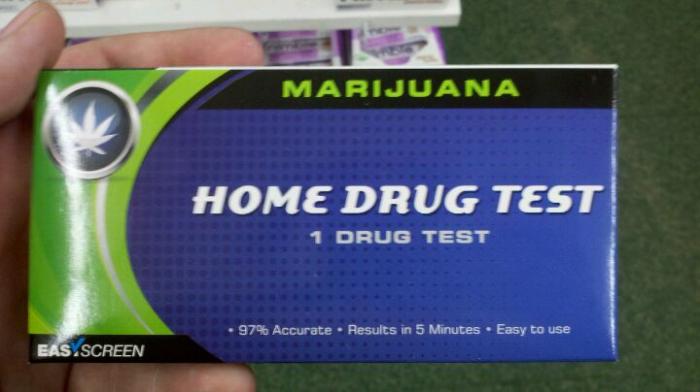 MARIJUANA
HOME DRUG TEST
1 DRUG TEST
• 97% Accurate • Results in 5 Minutes • Easy to use
EASYSCREEN